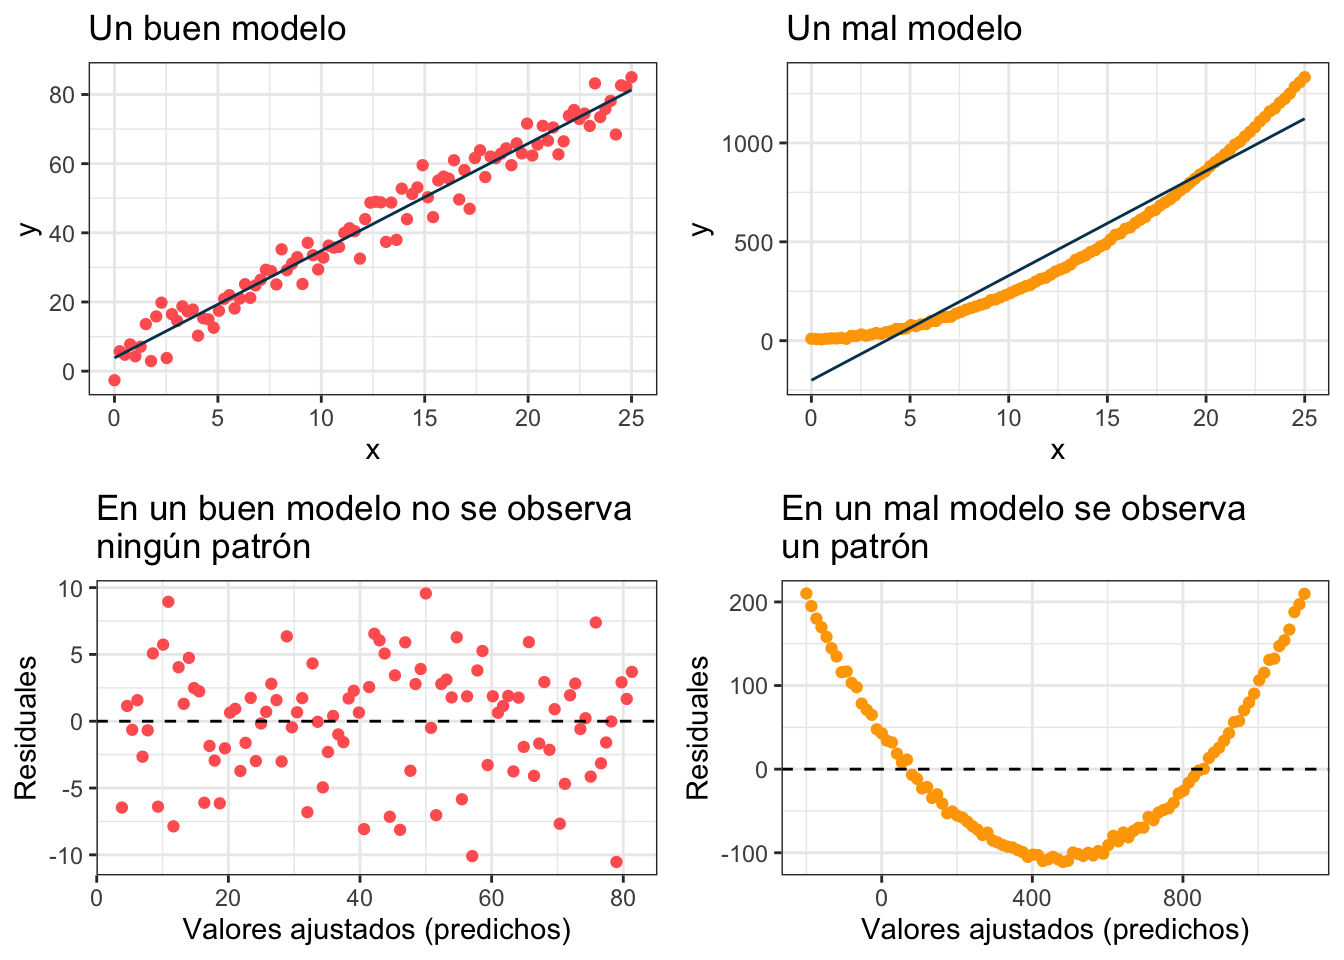 Un buen modelo
80
60
40
20
0
y
0 5 10 15 20 25
x
Un mal modelo
1000
500
0
y
0 5 10 15 20 25
x
En un buen modelo no se observa
ningún patrón
10
5
0
-5
-10
Residuales
0 20 40 60 80
Valores ajustados (predichos)
En un mal modelo se observa
un patrón
200
100
0
-100
Residuales
0 400 800
Valores ajustados (predichos)